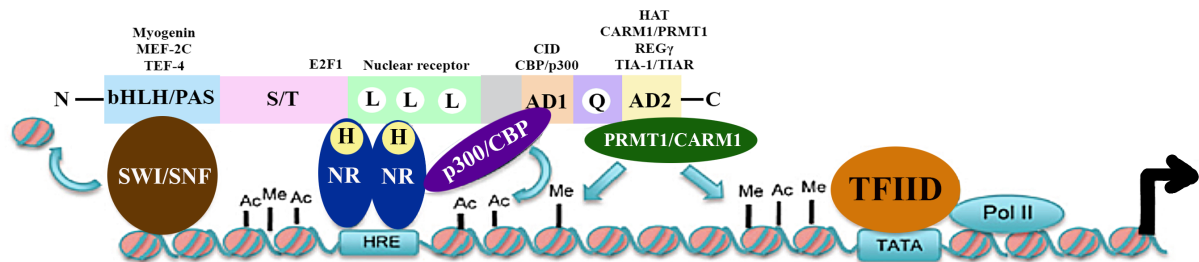 Myogenin
MEF-2C
TEF-4
E2F1
Nuclear receptor
CID
CBP/p300
HAT
CARM1/PRMT1
REGγ
TIA-1/TIAR
N
bHLH/PAS
S/T
L L L
AD1
Q
AD2
C
SWI/SNF
H H
NR NR
p300/CBP
PRMT1/CARM1
TFIID
Pol II
Ac Me Ac
Ac Ac
Me
Me Ac Me
HRE
TATA